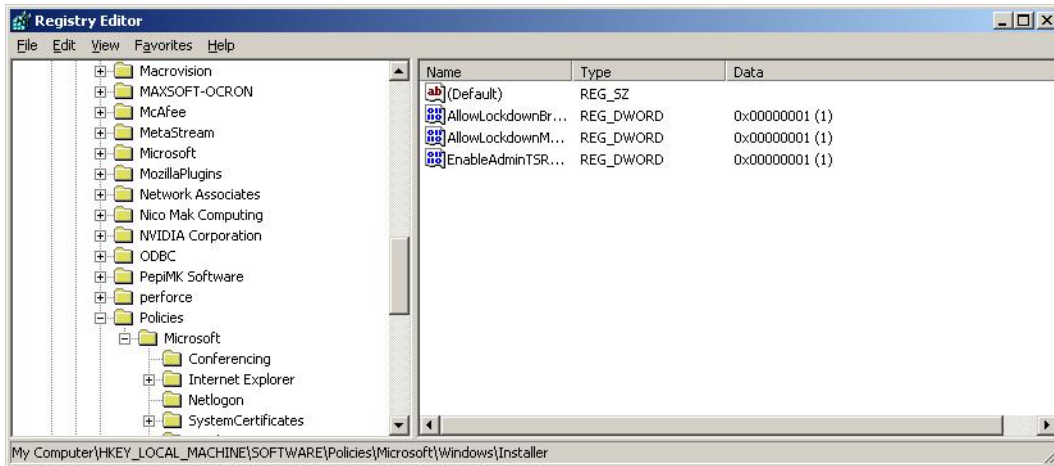 Registry Editor
File Edit View Favorites Help
Macrovision
MAXSOFT-OCRON
McAfee
MetaStream
Microsoft
MozillaPlugins
Network Associates
Nico Mak Computing
NVIDIA Corporation
ODBC
PepiMK Software
perforce
Policies
Microsoft
Conferencing
Internet Explorer
Netlogon
SystemCertificates
Name Type Data
ab (Default) REG_SZ
AllowLockdownBr... REG_DWORD 0x00000001 (1)
AllowLockdownM... REG_DWORD 0x00000001 (1)
EnableAdminTSR... REG_DWORD 0x00000001 (1)
My Computer\HKEY_LOCAL_MACHINE\SOFTWARE\Policies\Microsoft\Windows\Installer